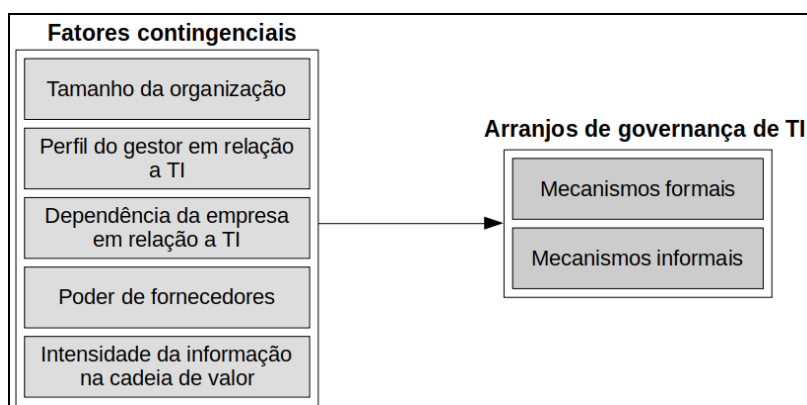 Fatores contingenciais
Tamanho da organização
Perfil do gestor em relação
a TI
Dependência da empresa
em relação a TI
Poder de fornecedores
Intensidade da informação
na cadeia de valor
Arranjos de governança de TI
Mecanismos formais
Mecanismos informais